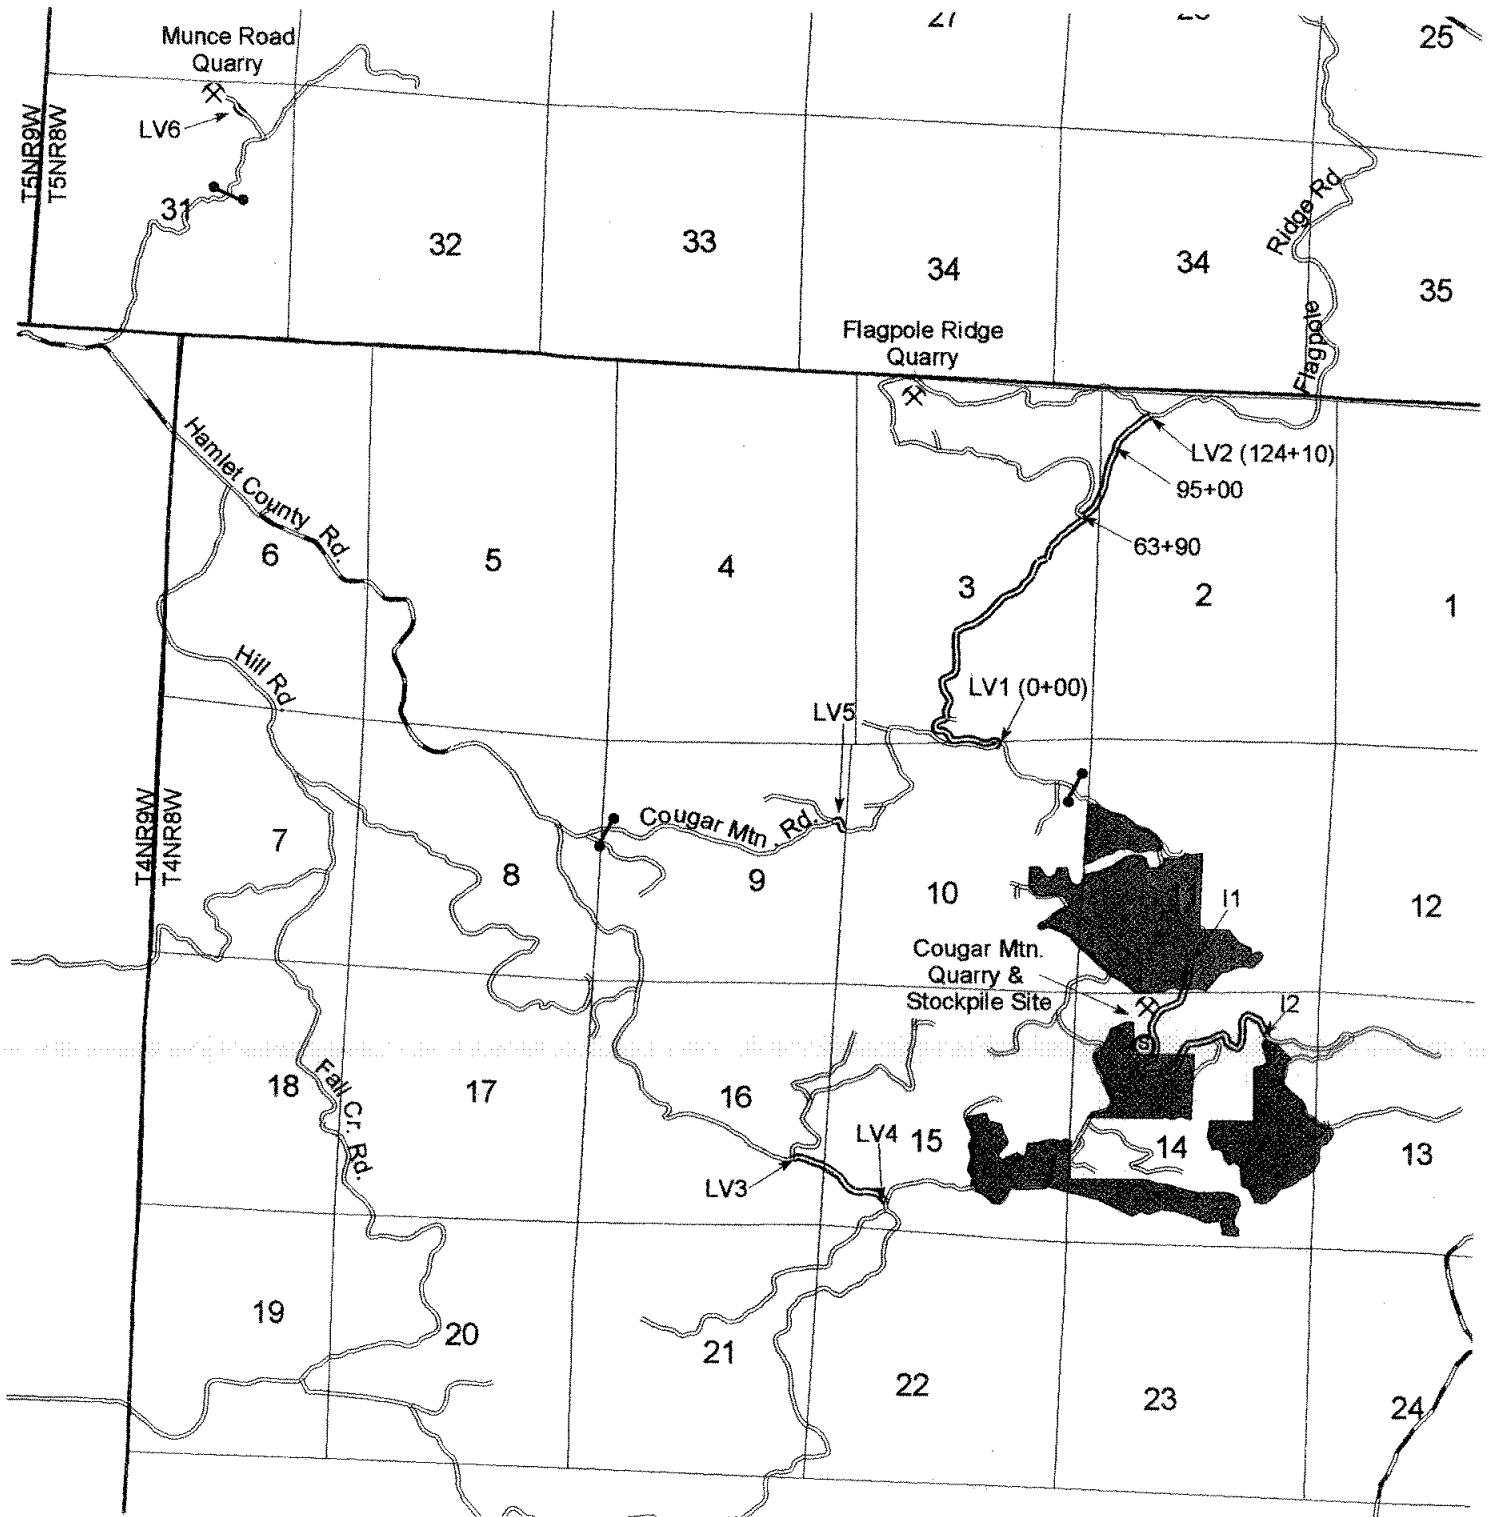 27
25
Munce Road
Quarry
LV6
T5NR9W
T5NR8W
31
32
33
34
34
35
Ridge Rd
Flagpole
Flagpole Ridge
Quarry
LV2 (124+10)
95+00
63+90
Hamlet County Rd.
6
5
4
3
2
1
Hill Rd.
LV1 (0+00)
LV5
Cougar Mtn. Rd.
T4NR9W
T4NR8W
7
8
9
10
I1
12
Cougar Mtn.
Quarry &
Stockpile Site
I2
S
18
Fall Cr. Rd.
17
16
LV4
15
14
13
LV3
19
20
21
22
23
24